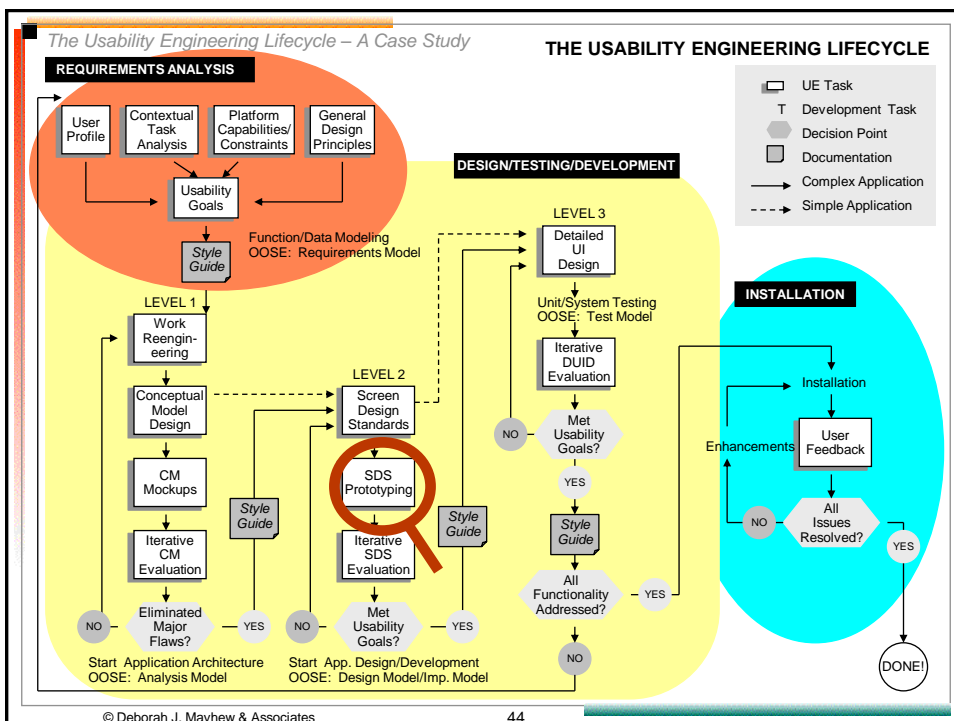 The Usability Engineering Lifecycle – A Case Study
THE USABILITY ENGINEERING LIFECYCLE
REQUIREMENTS ANALYSIS
User
Profile
Contextual
Task
Analysis
Platform
Capabilities/
Constraints
General
Design
Principles
Usability
Goals
Style
Guide
Function/Data Modeling
OOSE: Requirements Model
UE Task
T Development Task
Decision Point
Documentation
Complex Application
Simple Application
DESIGN/TESTING/DEVELOPMENT
LEVEL 1
Work
Reengin-
eering
Conceptual
Model
Design
CM
Mockups
Iterative
CM
Evaluation
Eliminated
Major
Flaws?
NO
YES
Style
Guide
Start Application Architecture
OOSE: Analysis Model
LEVEL 2
Screen
Design
Standards
SDS
Prototyping
Iterative
SDS
Evaluation
Met
Usability
Goals?
NO
YES
Style
Guide
Start App. Design/Development
OOSE: Design Model/Imp. Model
LEVEL 3
Detailed
UI
Design
Unit/System Testing
OOSE: Test Model
Iterative
DUID
Evaluation
Met
Usability
Goals?
NO
YES
Style
Guide
All
Functionality
Addressed?
YES
NO
INSTALLATION
Installation
Enhancements
User
Feedback
All
Issues
Resolved?
NO
YES
DONE!
© Deborah J. Mayhew & Associates
44